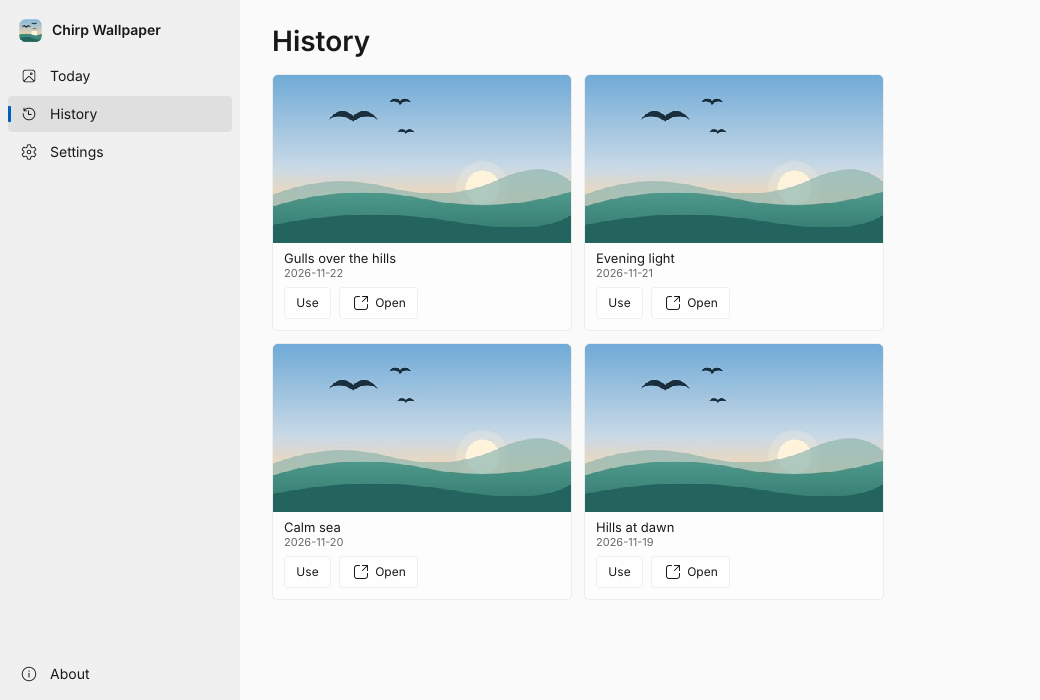 Chirp Wallpaper
Today
History
Settings
About
History
Gulls over the hills
2026-11-22
Use
Open
Evening light
2026-11-21
Use
Open
Calm sea
2026-11-20
Use
Open
Hills at dawn
2026-11-19
Use
Open